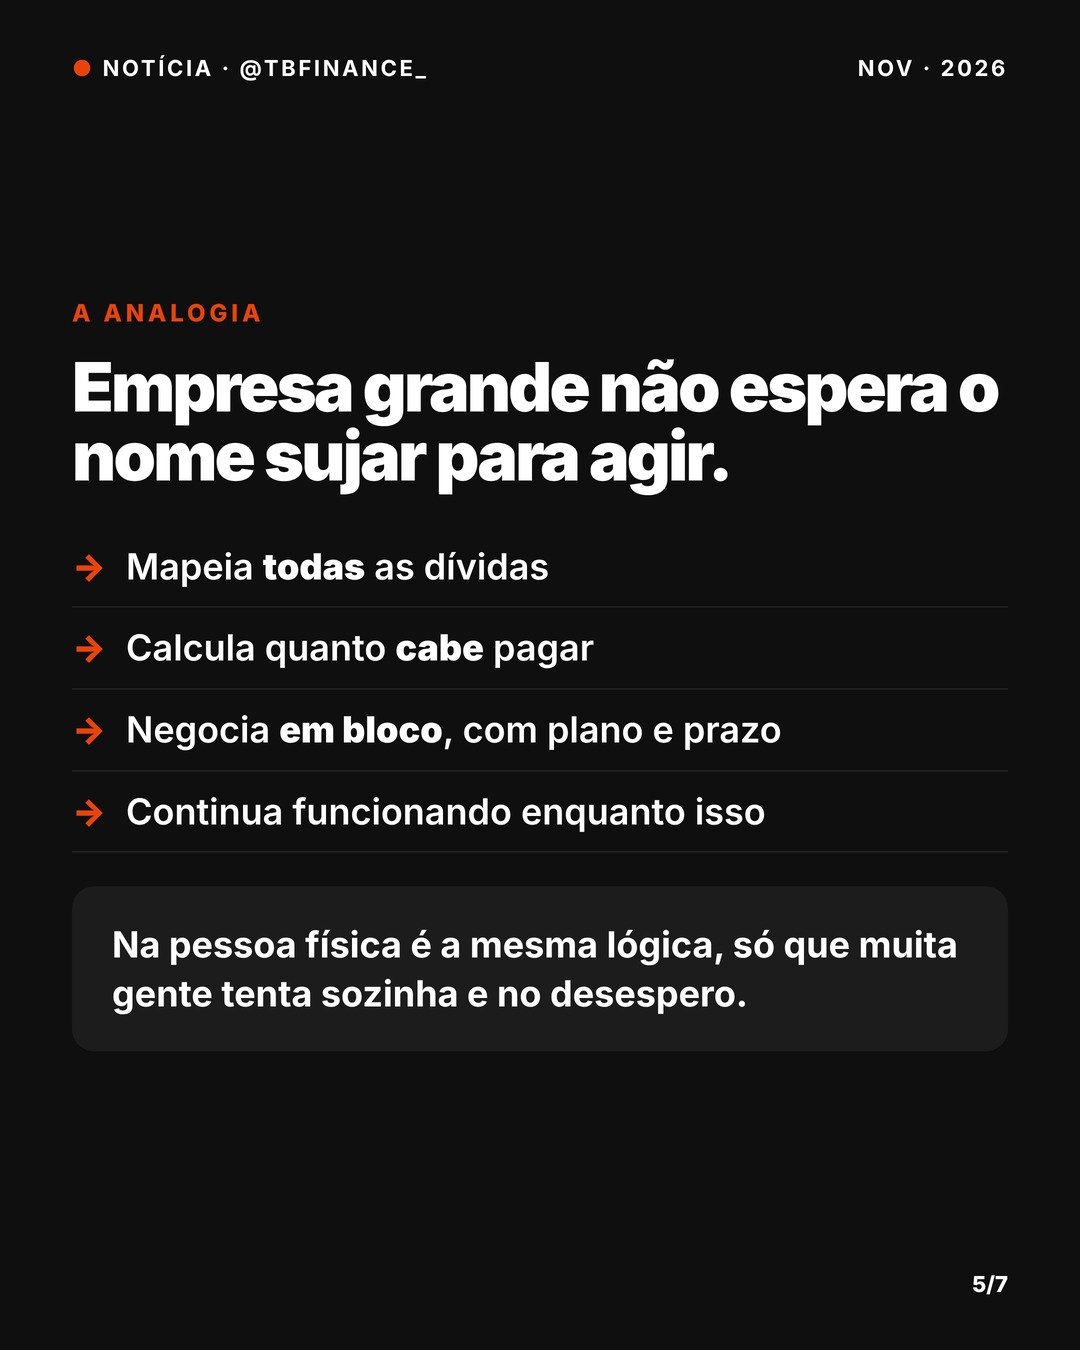 NOTÍCIA · @TBFINANCE_
NOV · 2026
A ANALOGIA
Empresa grande não espera o
nome sujar para agir.
→ Mapeia todas as dívidas
→ Calcula quanto cabe pagar
→ Negocia em bloco, com plano e prazo
→ Continua funcionando enquanto isso
Na pessoa física é a mesma lógica, só que muita
gente tenta sozinha e no desespero.
5/7